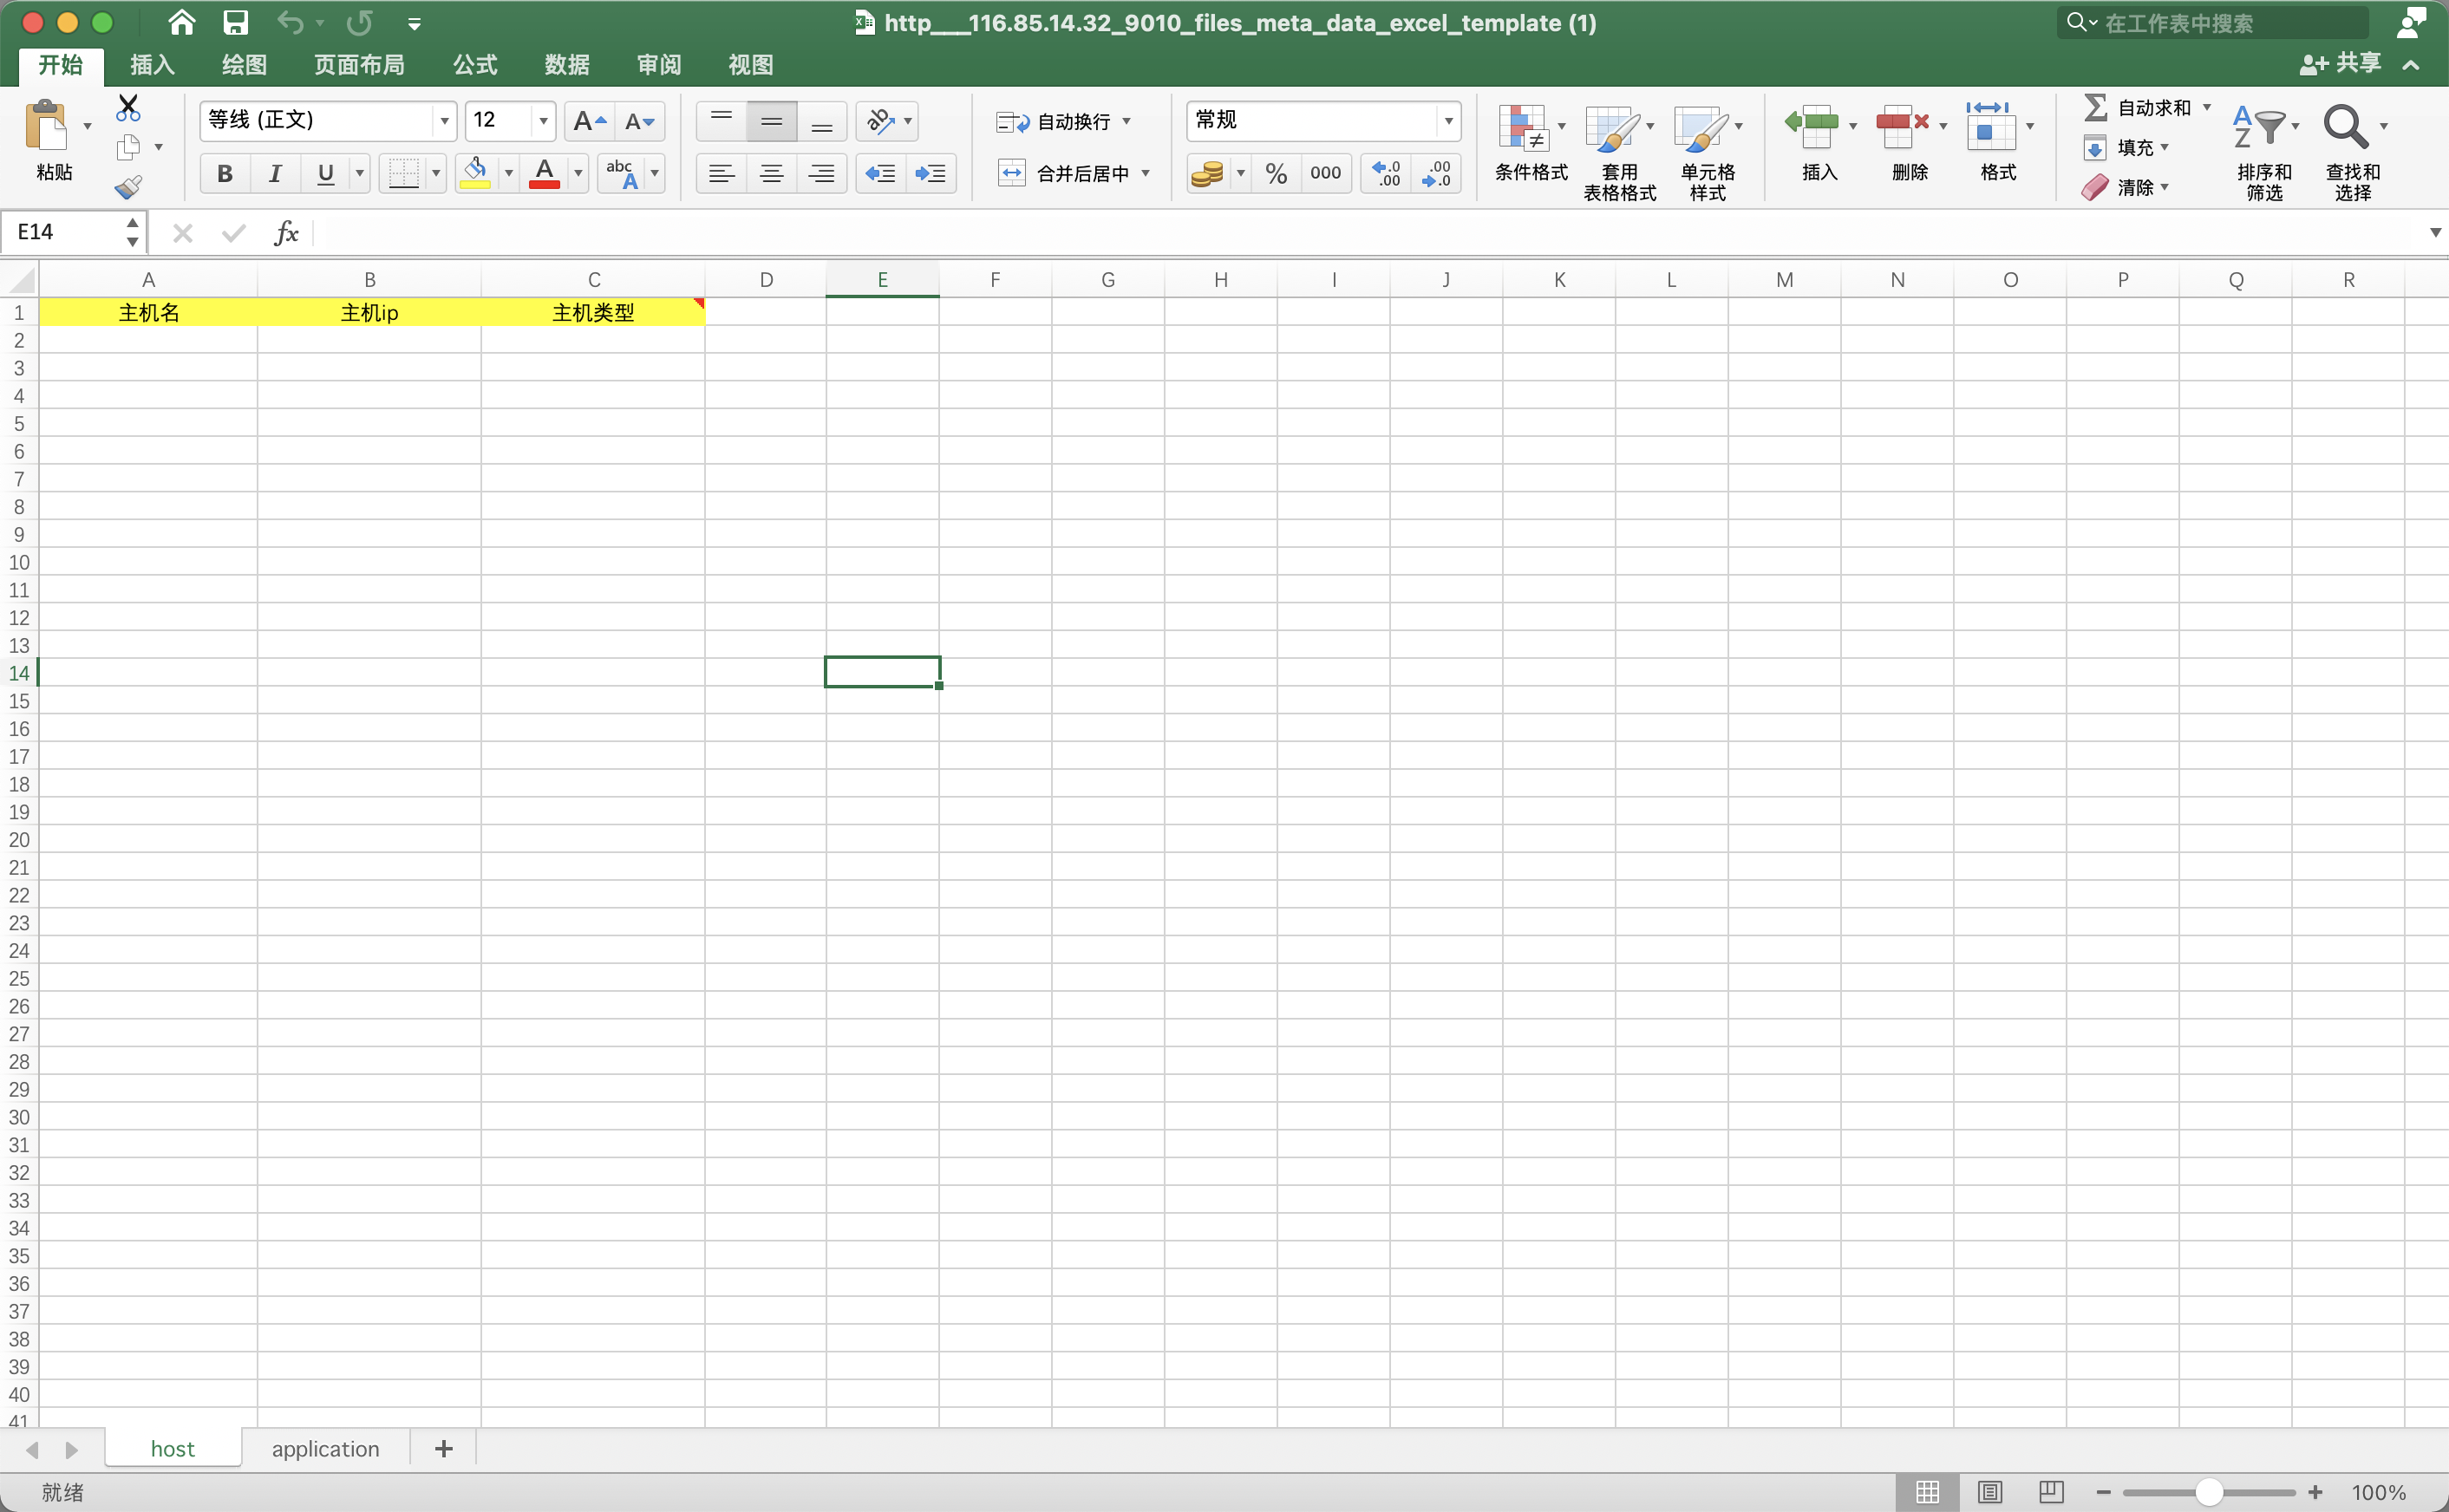 http___116.85.14.32_9010_files_meta_data_excel_template (1)
在工作表中搜索
开始 插入 绘图 页面布局 公式 数据 审阅 视图
共享
粘贴
等线 (正文) 12 A A
B I U A abc A
ab
自动换行
合并后居中
常规
% 000 .0 .00 .00 .0
条件格式
套用
表格格式
单元格
样式
插入
删除
格式
自动求和
填充
清除
A
Z
排序和
筛选
查找和
选择
E14
fx
A B C D E F G H I J K L M N O P Q R
1 主机名 主机ip 主机类型
2
3
4
5
6
7
8
9
10
11
12
13
14
15
16
17
18
19
20
21
22
23
24
25
26
27
28
29
30
31
32
33
34
35
36
37
38
39
40
41
host application +
就绪
100%